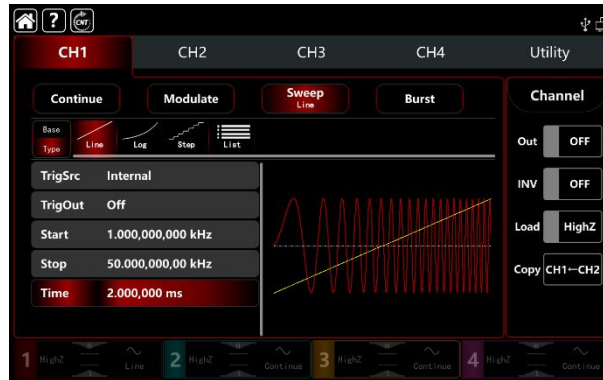 ? CNT
CH1 CH2 CH3 CH4 Utility
Continue Modulate Sweep Burst Channel
Line
Base
Type Line Log Step List
Out OFF
TrigSrc Internal
INV OFF
TrigOut Off
Start 1.000,000,000 kHz
Load HighZ
Stop 50.000,000,00 kHz
Copy CH1←CH2
Time 2.000,000 ms
1 HighZ Line 2 HighZ Continue 3 HighZ Continue 4 HighZ Continue